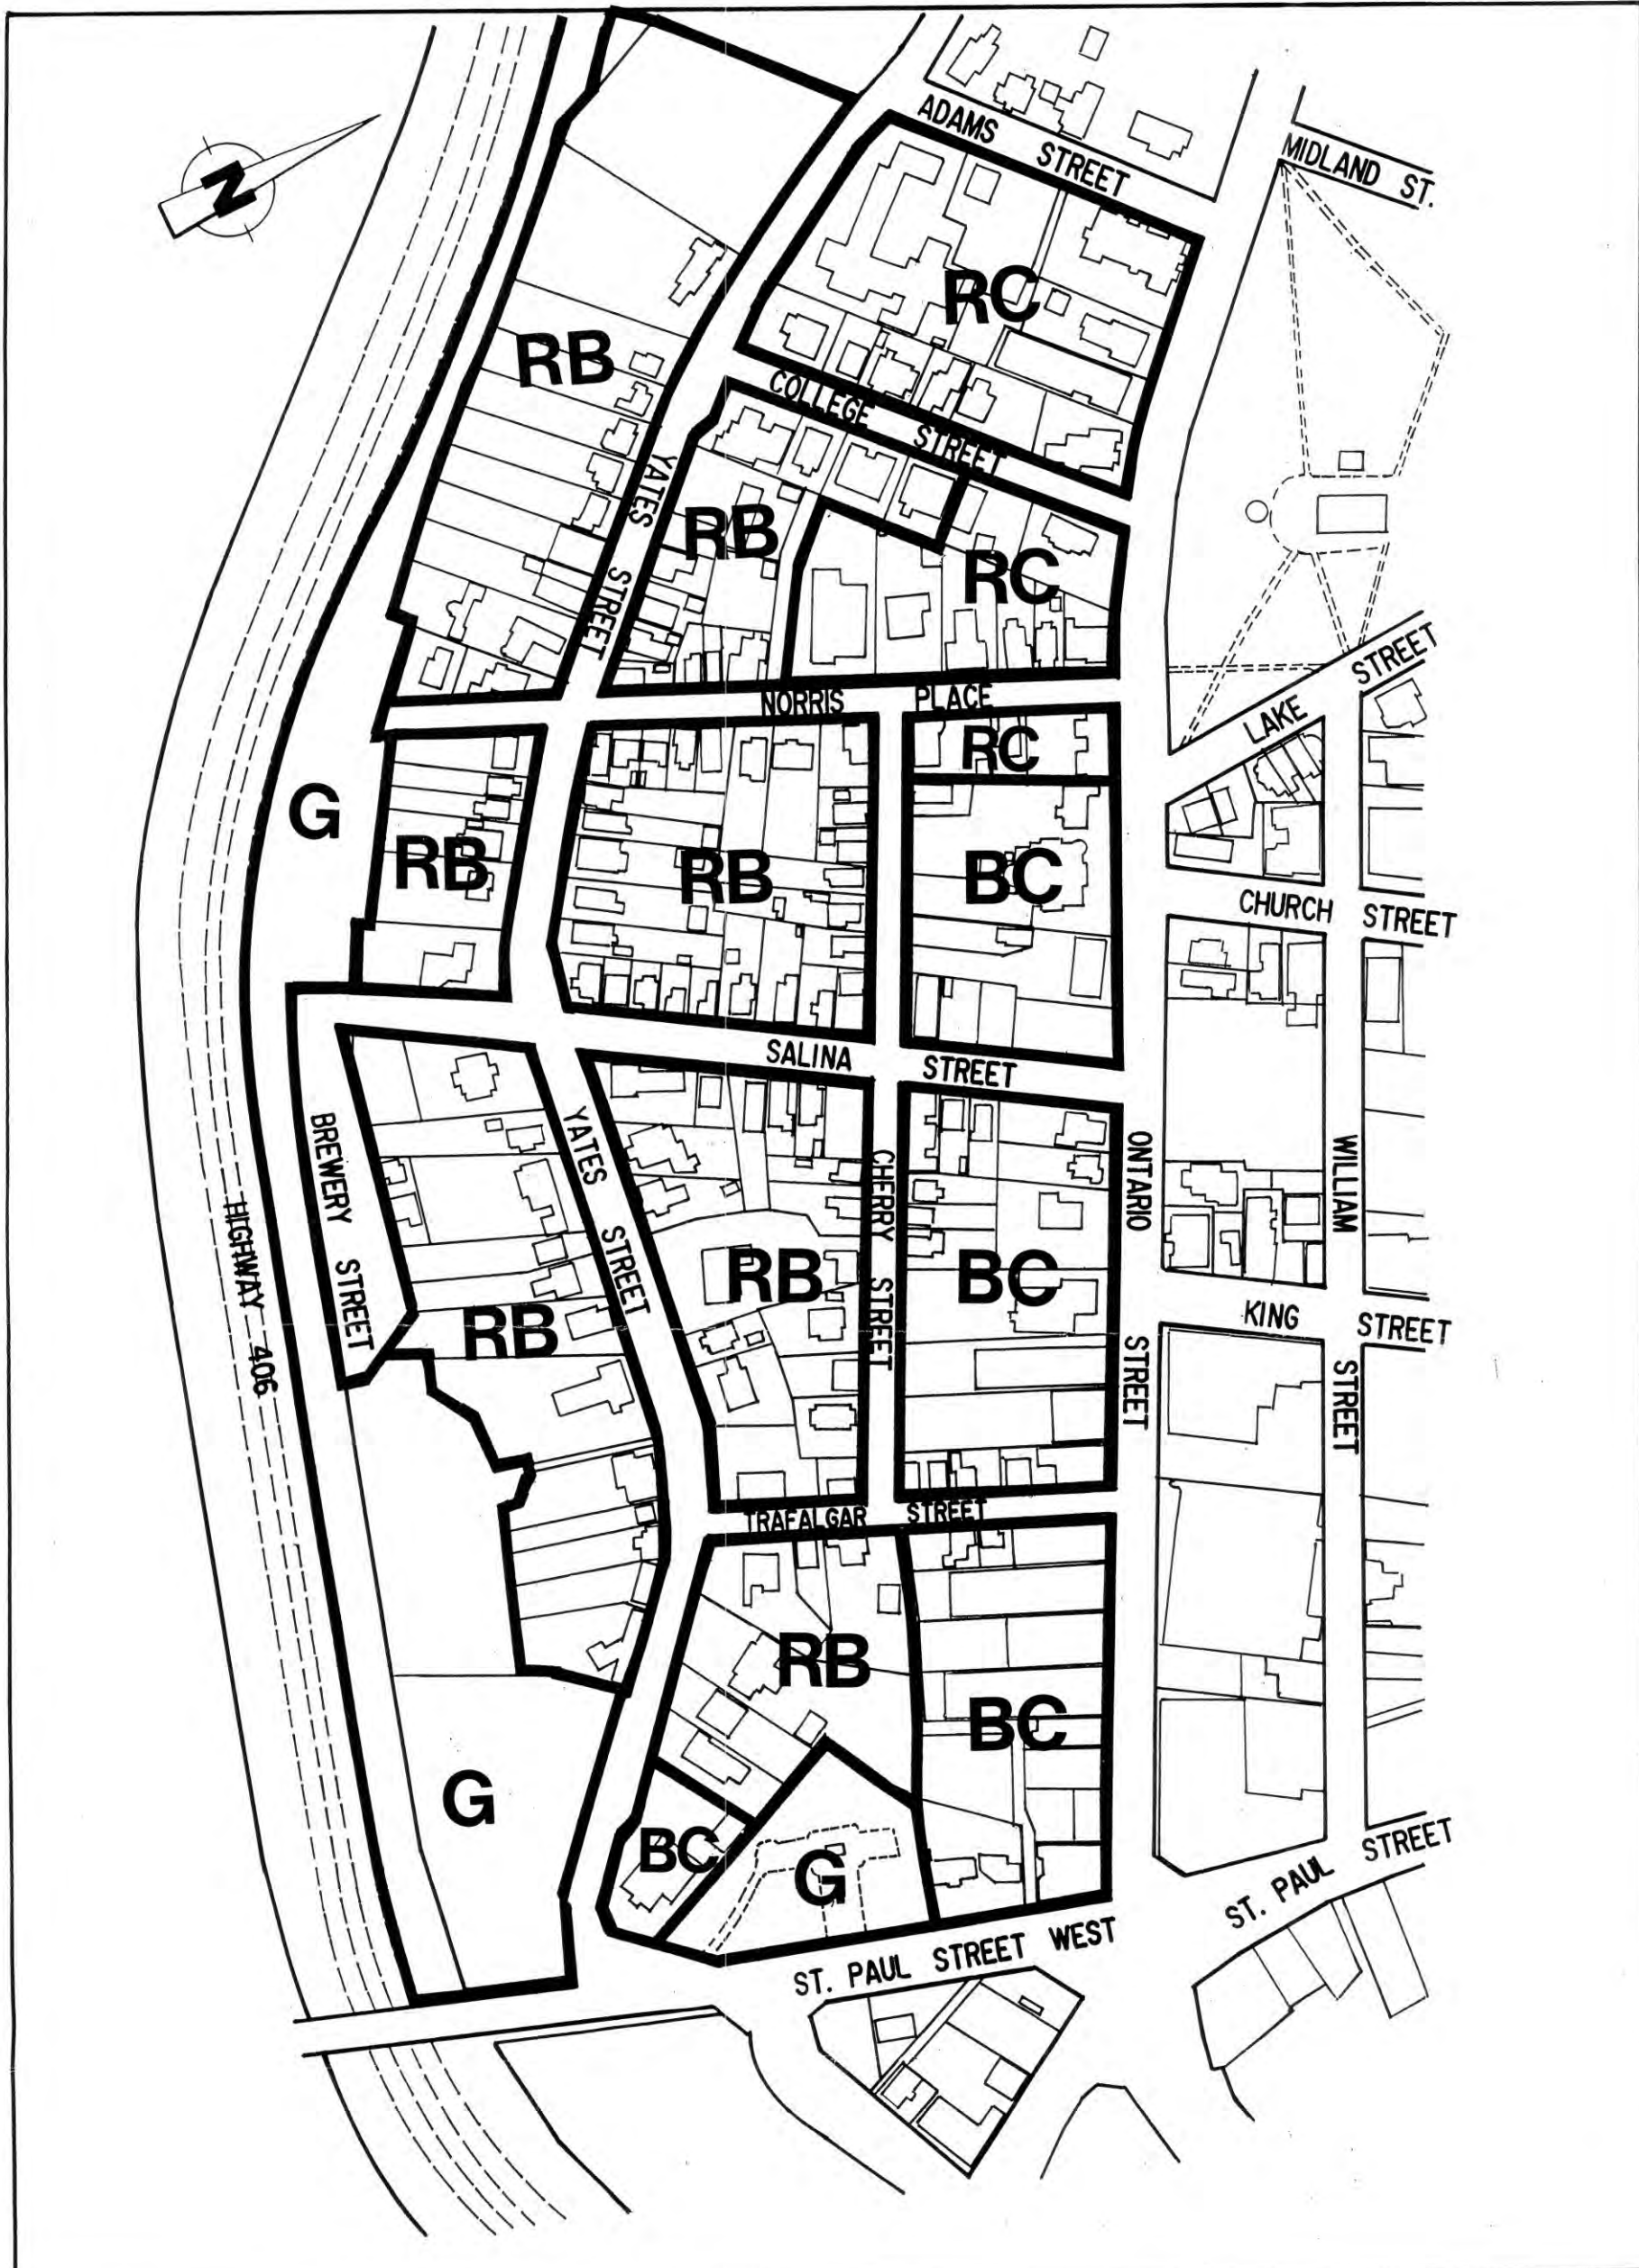 ADAMS STREET
MIDLAND ST.
N
RC
RB
COLLEGE STREET
YATES STREET
RB
RC
LAKE STREET
NORRIS PLACE
RC
G
RB
RB
BC
CHURCH STREET
SALINA STREET
BREWERY STREET
YATES STREET
CHERRY STREET
ONTARIO STREET
WILLIAM STREET
HIGHWAY 406
RB
RB
BC
KING STREET
TRAFALGAR STREET
RB
BC
G
BC
G
ST. PAUL STREET
ST. PAUL STREET WEST